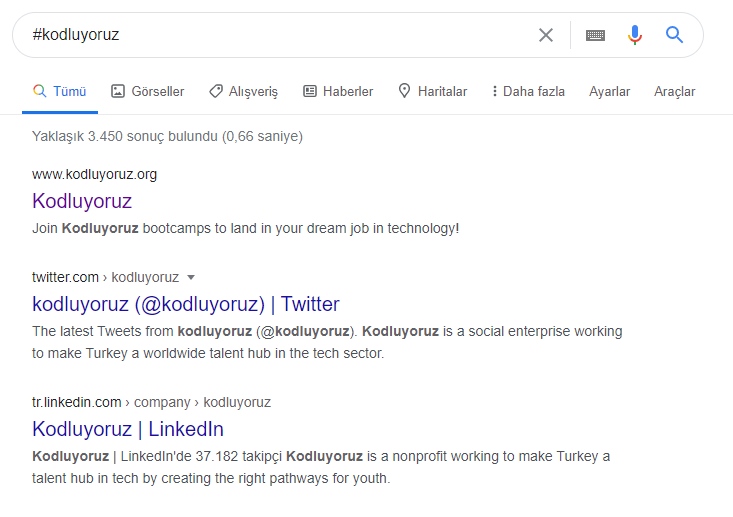 #kodluyoruz
Tümü Görseller Alışveriş Haberler Haritalar Daha fazla Ayarlar Araçlar
Yaklaşık 3.450 sonuç bulundu (0,66 saniye)
www.kodluyoruz.org
Kodluyoruz
Join Kodluyoruz bootcamps to land in your dream job in technology!
twitter.com › kodluyoruz
kodluyoruz (@kodluyoruz) | Twitter
The latest Tweets from kodluyoruz (@kodluyoruz). Kodluyoruz is a social enterprise working
to make Turkey a worldwide talent hub in the tech sector.
tr.linkedin.com › company › kodluyoruz
Kodluyoruz | LinkedIn
Kodluyoruz | LinkedIn'de 37.182 takipçi Kodluyoruz is a nonprofit working to make Turkey a
talent hub in tech by creating the right pathways for youth.